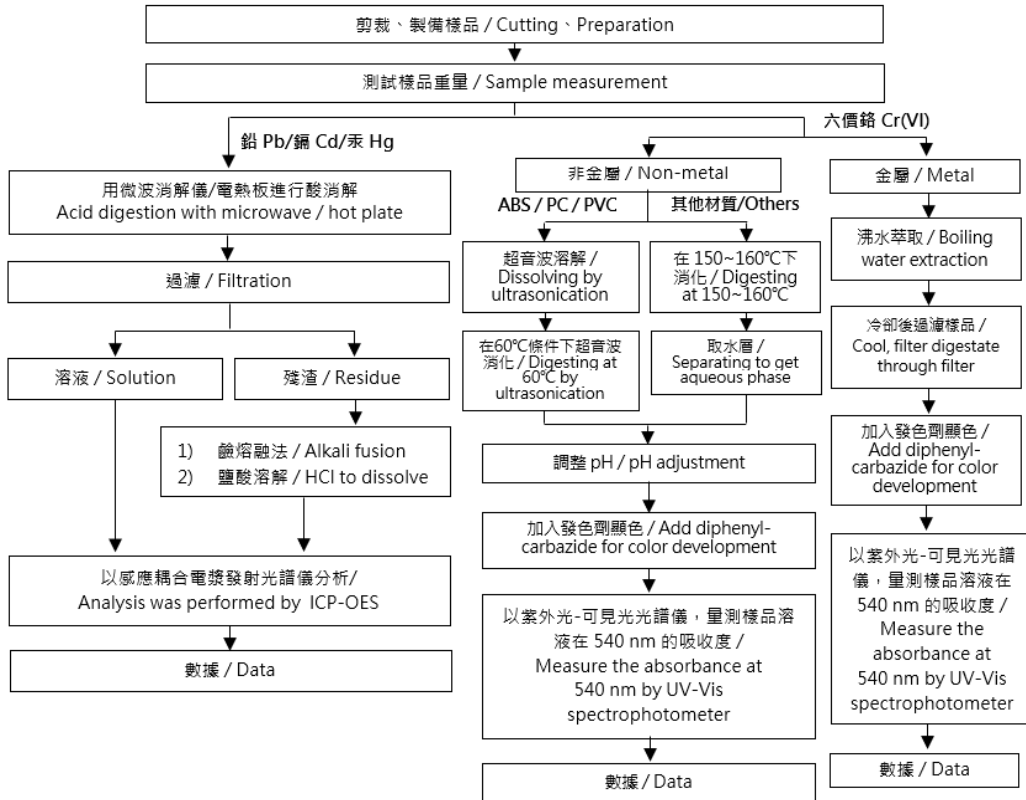 剪裁、製備樣品 / Cutting、Preparation
測試樣品重量 / Sample measurement
鉛 Pb/鎘 Cd/汞 Hg
用微波消解儀/電熱板進行酸消解
Acid digestion with microwave / hot plate
過濾 / Filtration
溶液 / Solution
殘渣 / Residue
1) 鹼熔融法 / Alkali fusion
2) 鹽酸溶解 / HCl to dissolve
以感應耦合電漿發射光譜儀分析/
Analysis was performed by ICP-OES
數據 / Data
六價鉻 Cr(VI)
非金屬 / Non-metal
ABS / PC / PVC
超音波溶解 /
Dissolving by
ultrasonication
在60℃條件下超音波
消化 / Digesting at
60℃ by
ultrasonication
其他材質/Others
在 150~160℃下
消化 / Digesting
at 150~160℃
取水層 /
Separating to get
aqueous phase
調整 pH / pH adjustment
加入發色劑顯色 / Add diphenyl-
carbazide for color development
以紫外光-可見光光譜儀，量測樣品溶
液在 540 nm 的吸收度 /
Measure the absorbance at
540 nm by UV-Vis
spectrophotometer
數據 / Data
金屬 / Metal
沸水萃取 / Boiling
water extraction
冷卻後過濾樣品 /
Cool, filter digestate
through filter
加入發色劑顯色 /
Add diphenyl-
carbazide for color
development
以紫外光-可見光光譜
儀，量測樣品溶液在
540 nm 的吸收度 /
Measure the
absorbance at
540 nm by UV-Vis
spectrophotometer
數據 / Data